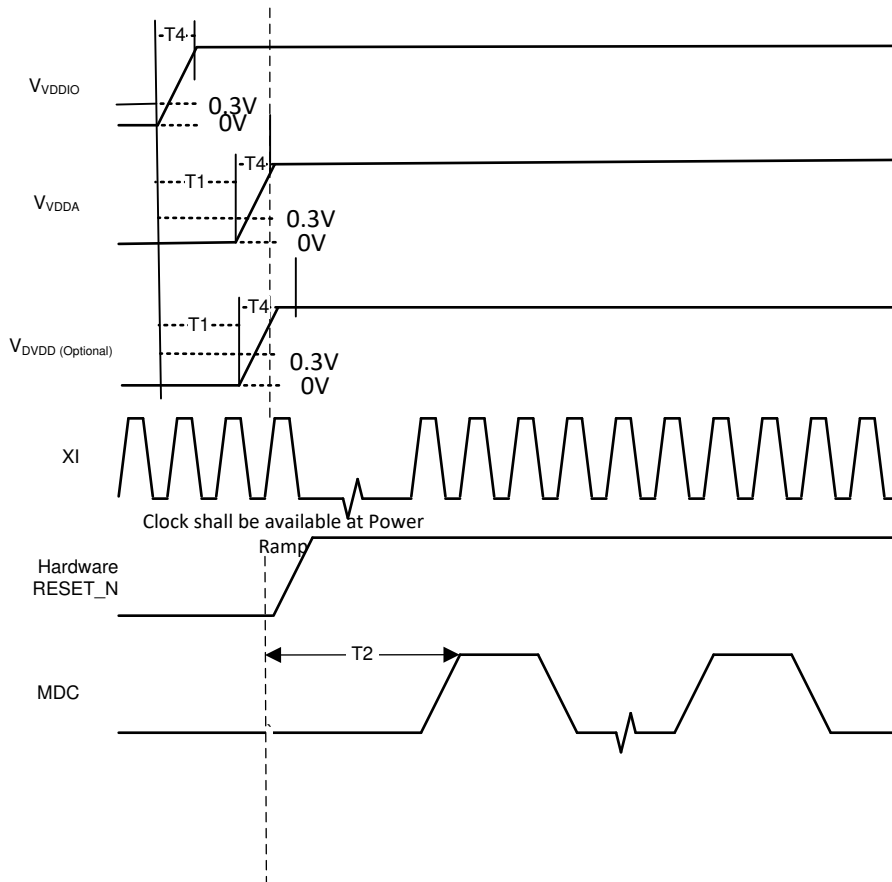 T4
VVDDIO
0.3V
0V
T4
T1
VVDDA
0.3V
0V
T4
T1
VDVDD (Optional)
0.3V
0V
XI
Clock shall be available at Power
Ramp
Hardware
RESET_N
T2
MDC